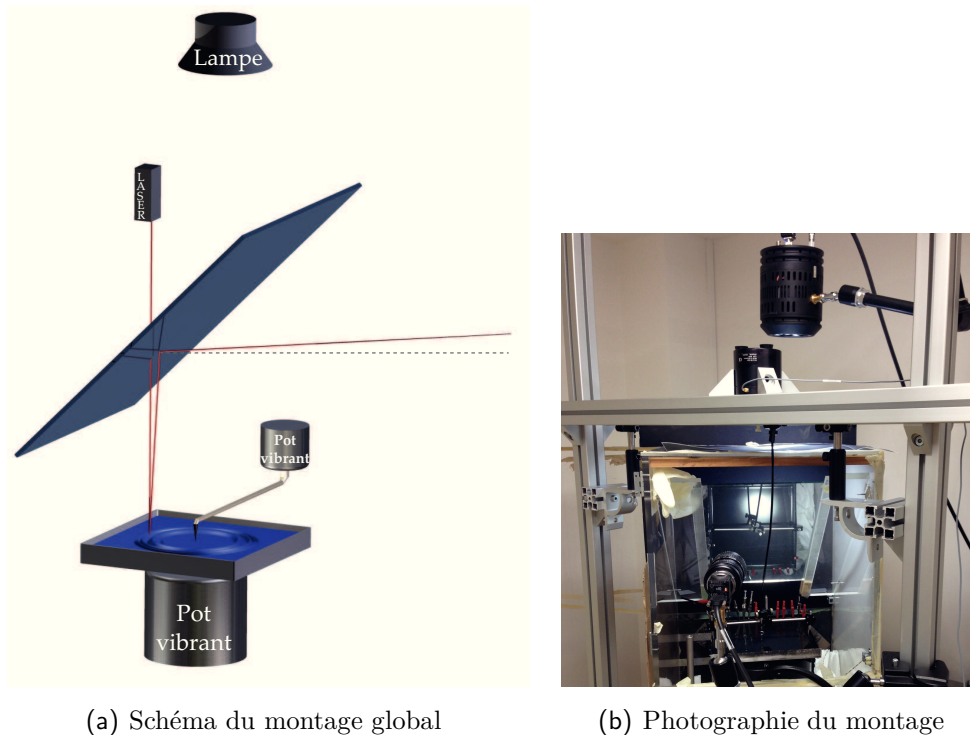 Lampe
LASER
Pot
vibrant
Pot
vibrant
(a) Schéma du montage global
(b) Photographie du montage